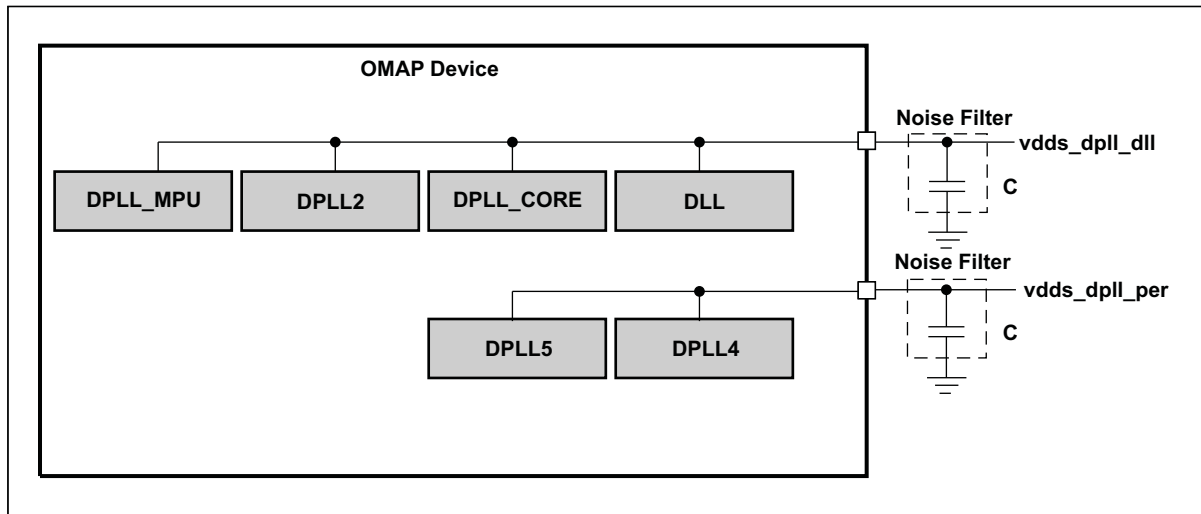 OMAP Device
Noise Filter
vdds_dpll_dll
C
DPLL_MPU
DPLL2
DPLL_CORE
DLL
Noise Filter
vdds_dpll_per
C
DPLL5
DPLL4